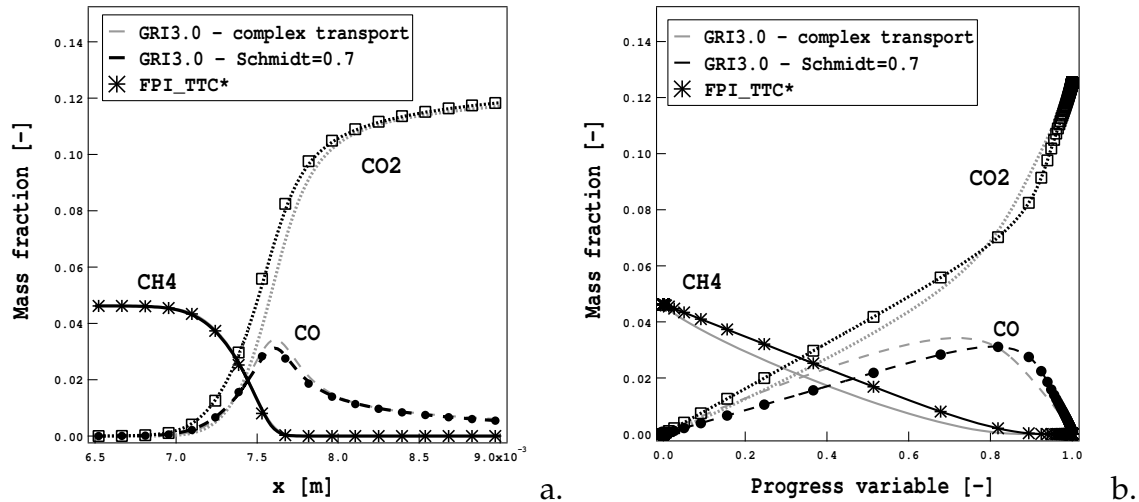 GRI3.0 - complex transport
GRI3.0 - Schmidt=0.7
FPI_TTC*
0.14
0.12
0.10
0.08
0.06
0.04
0.02
0.00
Mass fraction [-]
CO2
CH4
CO
6.5
7.0
7.5
8.0
8.5
9.0x10⁻³
x [m]
a.
GRI3.0 - complex transport
GRI3.0 - Schmidt=0.7
FPI_TTC*
0.14
0.12
0.10
0.08
0.06
0.04
0.02
0.00
Mass fraction [-]
CO2
CH4
CO
0.0
0.2
0.4
0.6
0.8
1.0
Progress variable [-]
b.